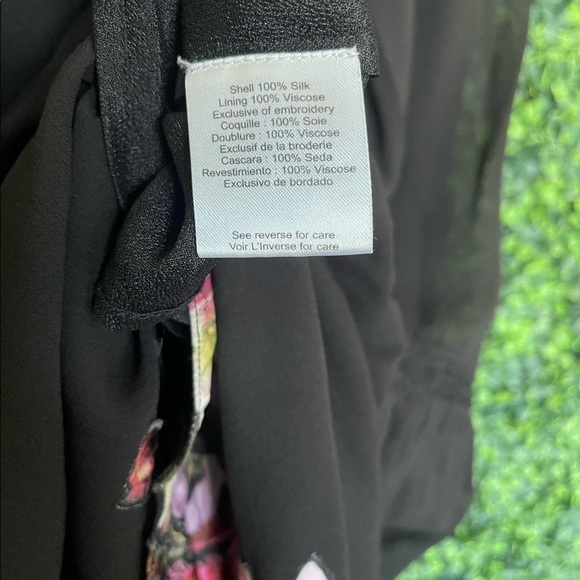 Shell 100% Silk
Lining 100% Viscose
Exclusive of embroidery
Coquille : 100% Soie
Doublure : 100% Viscose
Exclusif de la broderie
Cascara : 100% Seda
Revestimiento : 100% Viscose
Exclusivo de bordado
See reverse for care
Voir L'Inverse for care